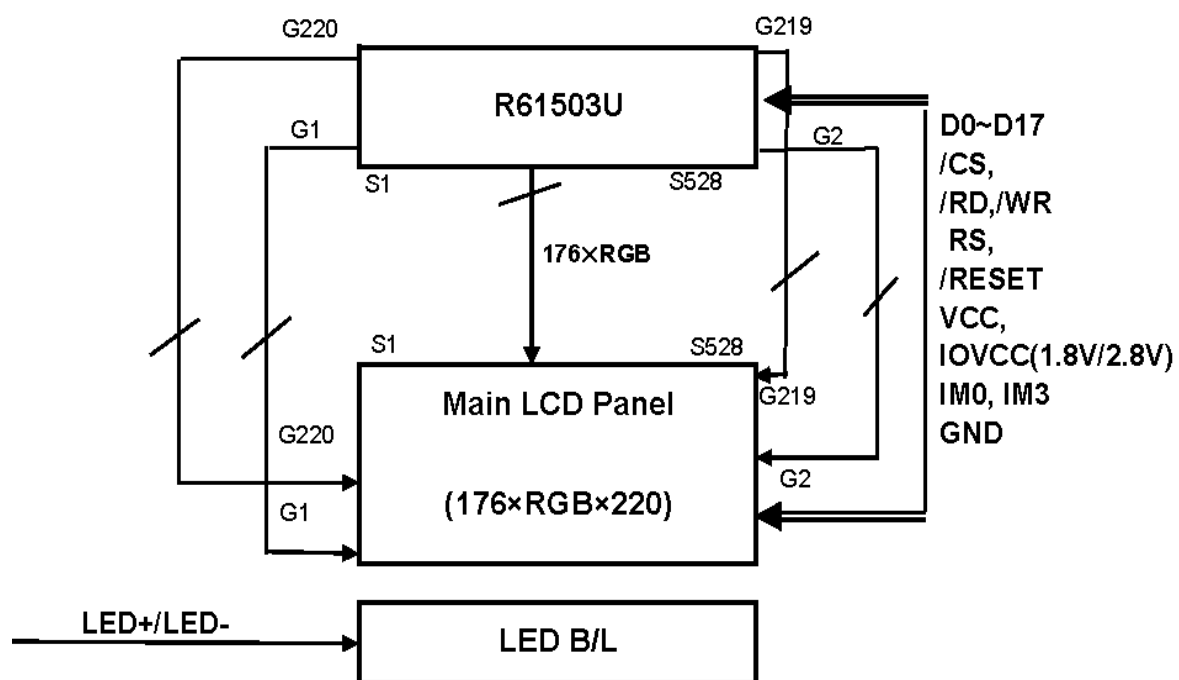 G220
G219
R61503U
G1
G2
S1
S528
D0~D17
/CS,
/RD,/WR
RS,
/RESET
VCC,
IOVCC(1.8V/2.8V)
IM0, IM3
GND
176×RGB
S1
S528
Main LCD Panel
G219
G220
G2
(176×RGB×220)
G1
LED+/LED-
LED B/L